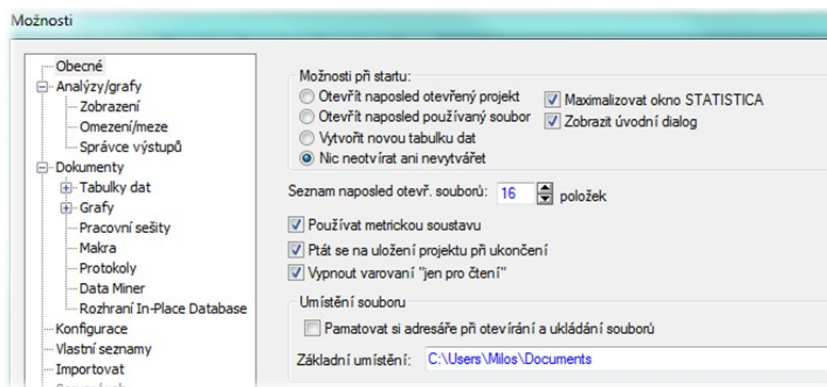 Možnosti
Obecné
Analýzy/grafy
Zobrazení
Omezení/meze
Správce výstupů
Dokumenty
Tabulky dat
Grafy
Pracovní sešity
Makra
Protokoly
Data Miner
Rozhraní In-Place Database
Konfigurace
Vlastní seznamy
Importovat
Možnosti při startu:
Otevřít naposled otevřený projekt
Otevřít naposled používaný soubor
Vytvořit novou tabulku dat
Nic neotvírat ani nevytvářet
Maximalizovat okno STATISTICA
Zobrazit úvodní dialog
Seznam naposled otevř. souborů: 16 položek
Používat metrickou soustavu
Ptát se na uložení projektu při ukončení
Vypnout varovaní "jen pro čtení"
Umístění souboru
Pamatovat si adresáře při otevírání a ukládání souborů
Základní umístění: C:\Users\Milos\Documents